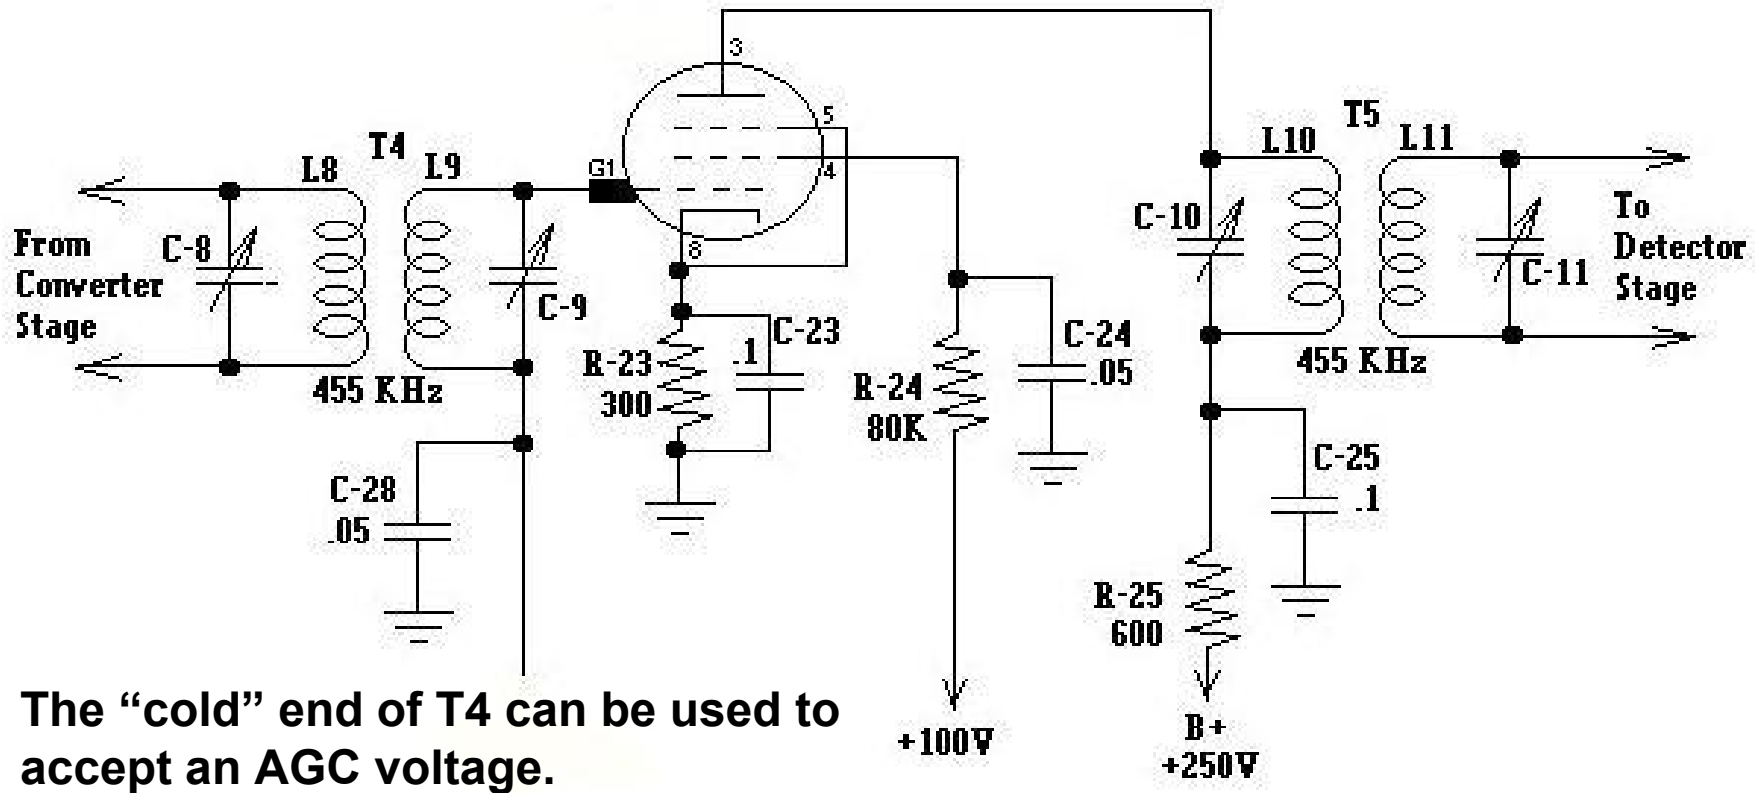 3
5
4
G1
8
T4
L8
L9
From
Converter
Stage
C-8
C-9
455 KHz
C-28
.05
R-23
300
C-23
.1
R-24
80K
C-24
.05
+100V
T5
L10
L11
C-10
C-11
To
Detector
Stage
455 KHz
C-25
.1
R-25
600
B+
+250V
The “cold” end of T4 can be used to
accept an AGC voltage.